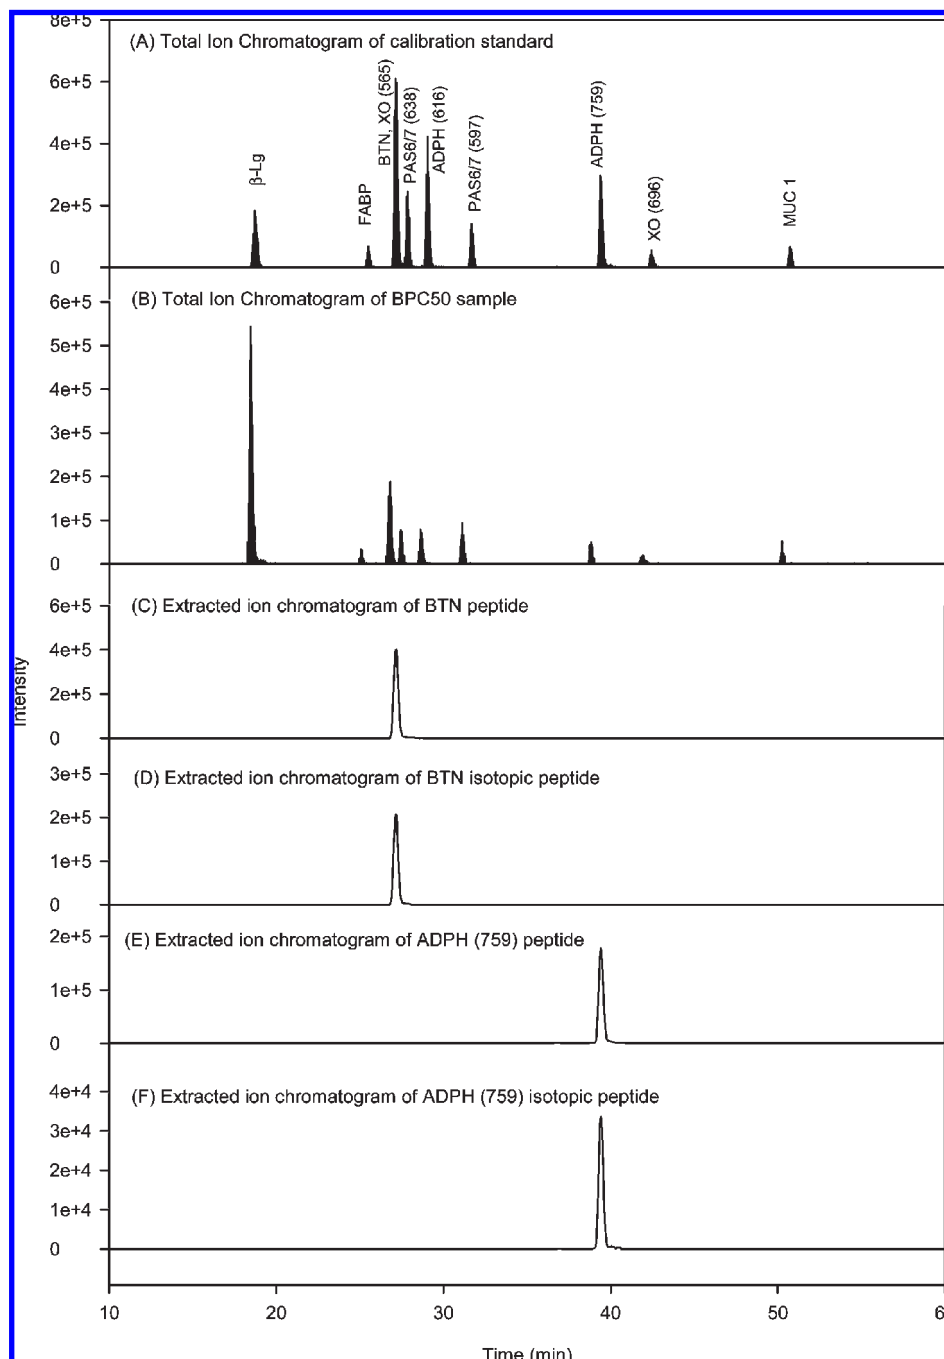 8e+5
(A) Total Ion Chromatogram of calibration standard
6e+5
4e+5
2e+5
0
β-Lg
FABP
BTN, XO (565)
PAS6/7 (638)
ADPH (616)
PAS6/7 (597)
ADPH (759)
XO (696)
MUC 1
(B) Total Ion Chromatogram of BPC50 sample
6e+5
5e+5
4e+5
3e+5
2e+5
1e+5
0
(C) Extracted ion chromatogram of BTN peptide
6e+5
4e+5
2e+5
0
Intensity
(D) Extracted ion chromatogram of BTN isotopic peptide
3e+5
2e+5
1e+5
0
(E) Extracted ion chromatogram of ADPH (759) peptide
2e+5
1e+5
0
(F) Extracted ion chromatogram of ADPH (759) isotopic peptide
4e+4
3e+4
2e+4
1e+4
0
10 20 30 40 50 6
Time (min)